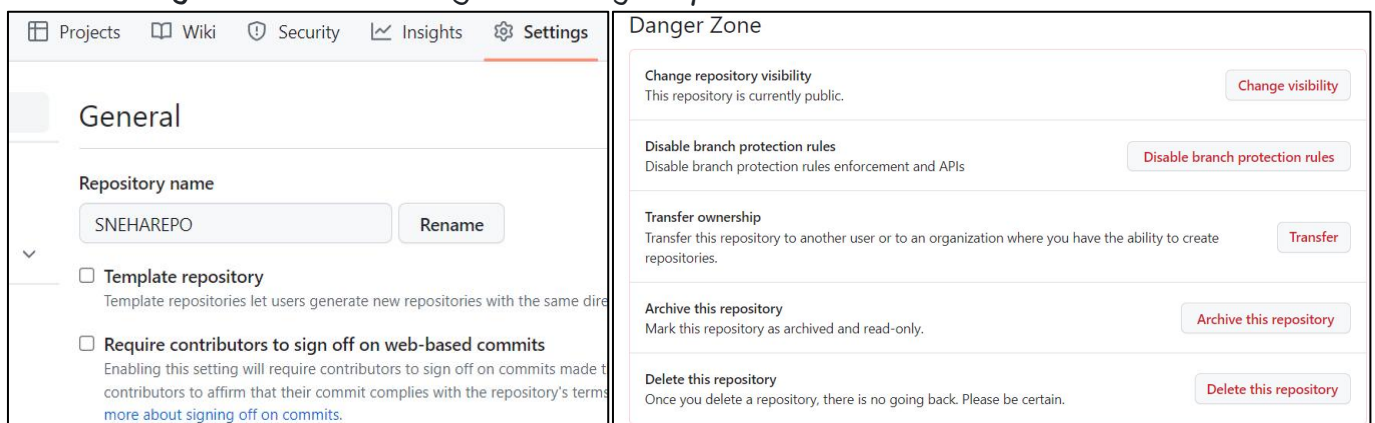 Projects Wiki Security Insights Settings
General
Repository name
SNEHAREPO Rename
Template repository
Template repositories let users generate new repositories with the same dire
Require contributors to sign off on web-based commits
Enabling this setting will require contributors to sign off on commits made t
contributors to affirm that their commit complies with the repository's terms
more about signing off on commits.
Danger Zone
Change repository visibility
This repository is currently public.
Change visibility
Disable branch protection rules
Disable branch protection rules enforcement and APIs
Disable branch protection rules
Transfer ownership
Transfer this repository to another user or to an organization where you have the ability to create
repositories.
Transfer
Archive this repository
Mark this repository as archived and read-only.
Archive this repository
Delete this repository
Once you delete a repository, there is no going back. Please be certain.
Delete this repository